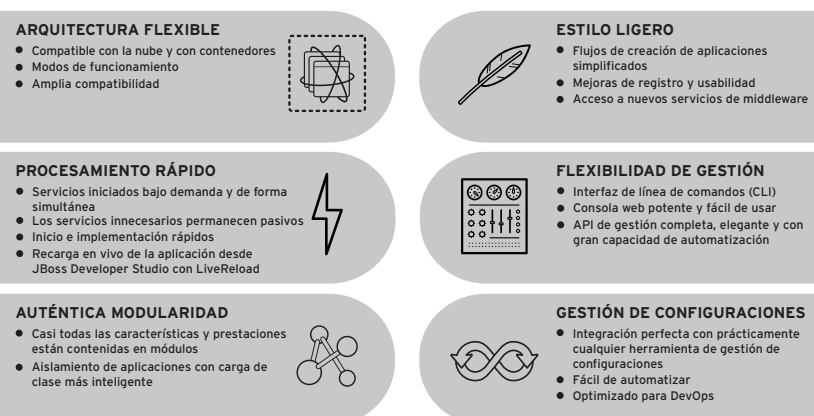 ARQUITECTURA FLEXIBLE
● Compatible con la nube y con contenedores
● Modos de funcionamiento
● Amplia compatibilidad
ESTILO LIGERO
● Flujos de creación de aplicaciones
simplificados
● Mejoras de registro y usabilidad
● Acceso a nuevos servicios de middleware
PROCESAMIENTO RÁPIDO
● Servicios iniciados bajo demanda y de forma
simultánea
● Los servicios innecesarios permanecen pasivos
● Inicio e implementación rápidos
● Recarga en vivo de la aplicación desde
JBoss Developer Studio con LiveReload
FLEXIBILIDAD DE GESTIÓN
● Interfaz de línea de comandos (CLI)
● Consola web potente y fácil de usar
● API de gestión completa, elegante y con
gran capacidad de automatización
AUTÉNTICA MODULARIDAD
● Casi todas las características y prestaciones
están contenidas en módulos
● Aislamiento de aplicaciones con carga de
clase más inteligente
GESTIÓN DE CONFIGURACIONES
● Integración perfecta con prácticamente
cualquier herramienta de gestión de
configuraciones
● Fácil de automatizar
● Optimizado para DevOps